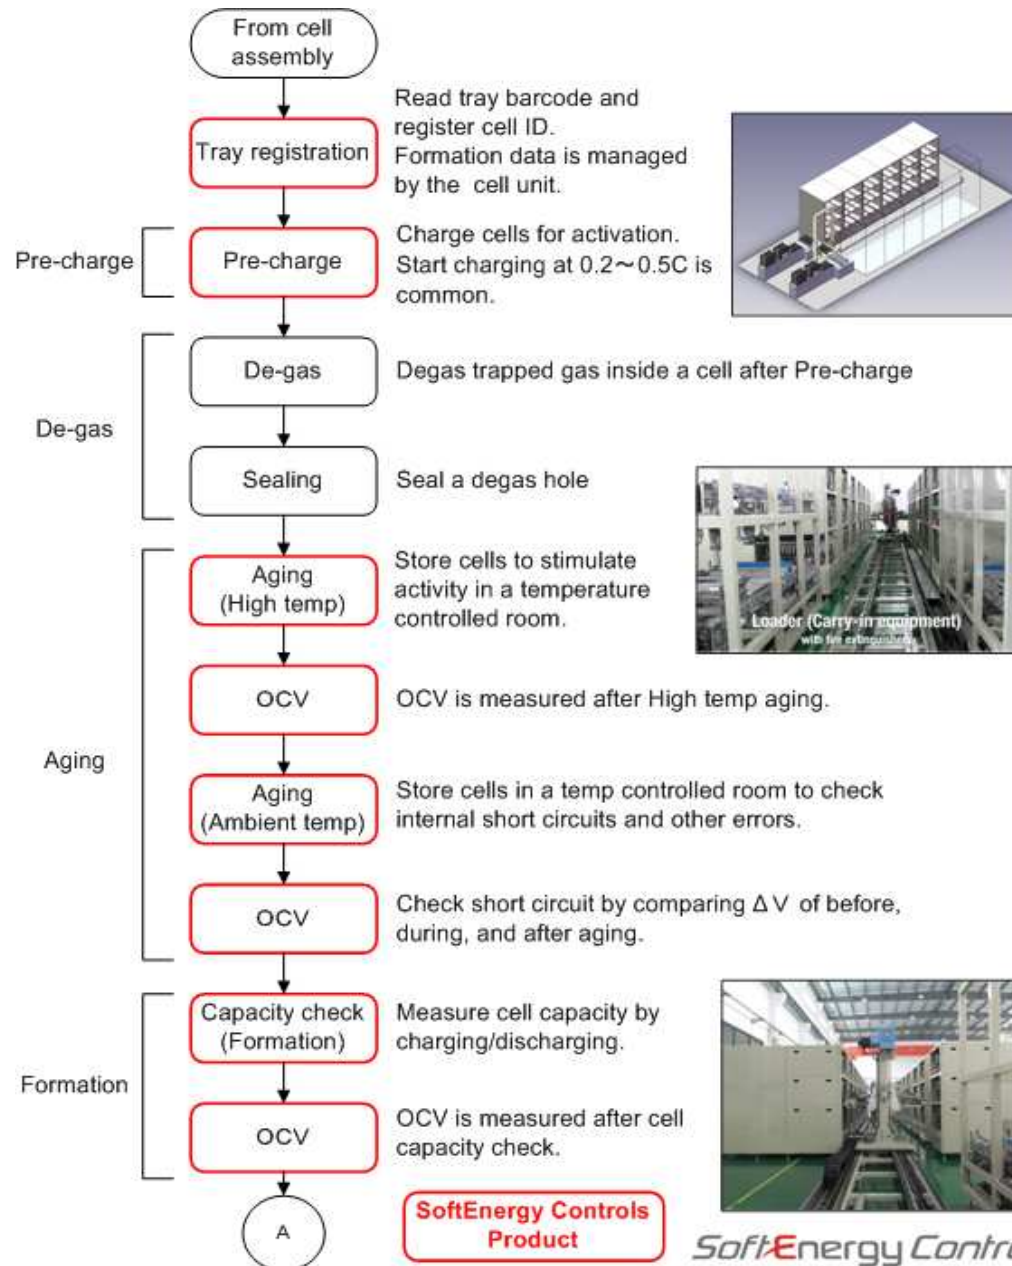 From cell
assembly
Tray registration
Read tray barcode and
register cell ID.
Formation data is managed
by the cell unit.
Pre-charge
Pre-charge
Charge cells for activation.
Start charging at 0.2～0.5C is
common.
De-gas
De-gas
Degas trapped gas inside a cell after Pre-charge
Sealing
Seal a degas hole
Aging
Aging
(High temp)
Store cells to stimulate
activity in a temperature
controlled room.
Loader (Carry-in equipment)
with fire extinguishers
OCV
OCV is measured after High temp aging.
Aging
(Ambient temp)
Store cells in a temp controlled room to check
internal short circuits and other errors.
OCV
Check short circuit by comparing ΔV of before,
during, and after aging.
Formation
Capacity check
(Formation)
Measure cell capacity by
charging/discharging.
OCV
OCV is measured after cell
capacity check.
A
SoftEnergy Controls
Product
SoftEnergy Contro